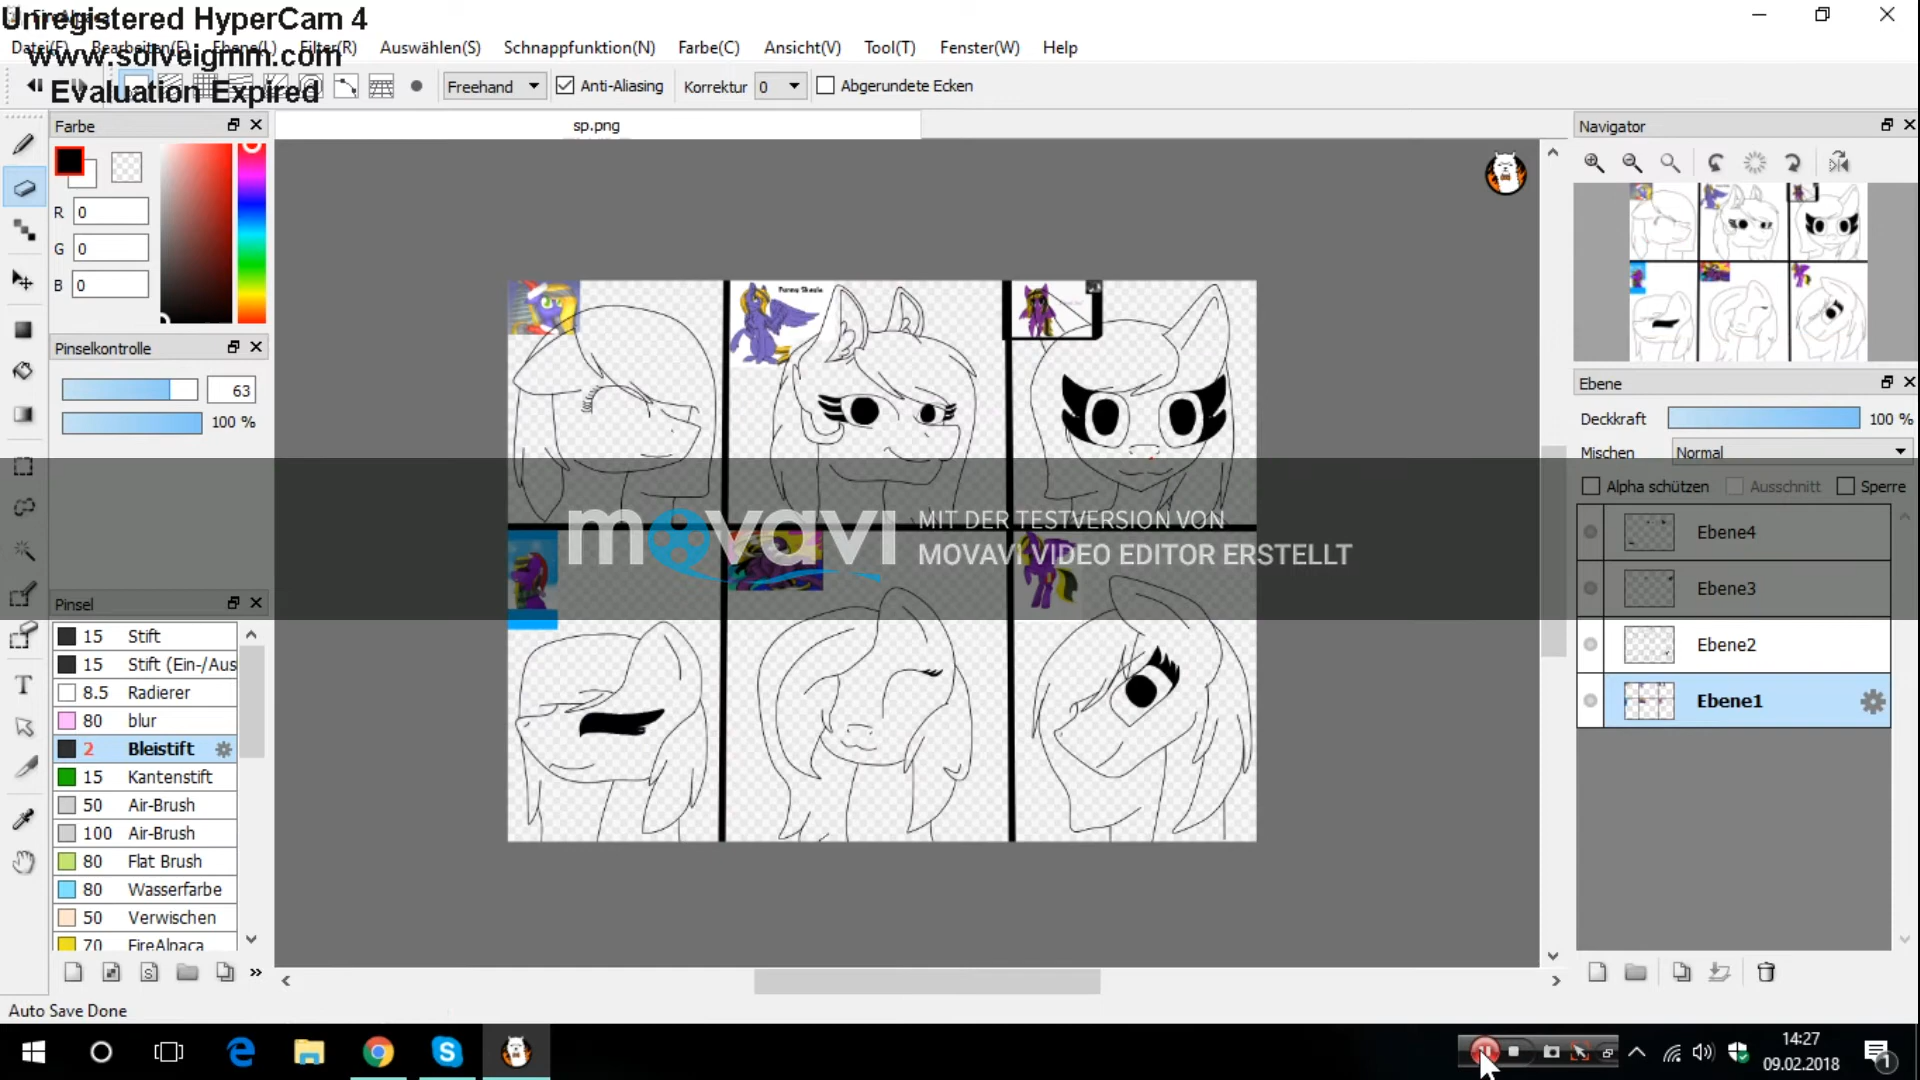 Unregistered HyperCam 4
www.solveigmm.com
Evaluation Expired
Datei(F) Bearbeiten(E) Ebene(L) Filter(R) Auswählen(S) Schnappfunktion(N) Farbe(C) Ansicht(V) Tool(T) Fenster(W) Help
Freehand Anti-Aliasing Korrektur 0 Abgerundete Ecken
Farbe
sp.png
Navigator
R 0
G 0
B 0
Pinselkontrolle
63
100 %
Ebene
Deckkraft 100 %
Mischen Normal
Alpha schützen Ausschnitt Sperre
Ebene4
Ebene3
Ebene2
Ebene1
movavi
MIT DER TESTVERSION VON
MOVAVI VIDEO EDITOR ERSTELLT
Pinsel
15 Stift
15 Stift (Ein-/Aus
8.5 Radierer
80 blur
2 Bleistift
15 Kantenstift
50 Air-Brush
100 Air-Brush
80 Flat Brush
80 Wasserfarbe
50 Verwischen
70 FireAlpaca
Auto Save Done
14:27
09.02.2018
1